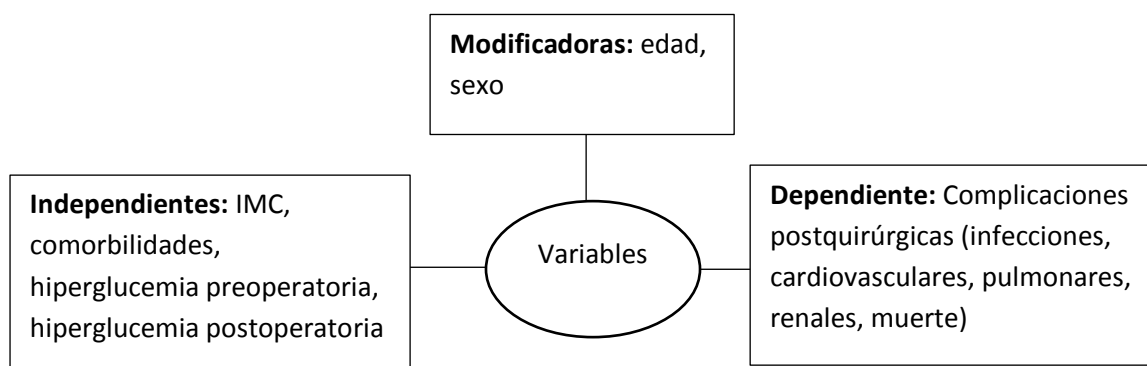 Modificadoras: edad,
sexo
Independientes: IMC,
comorbilidades,
hiperglucemia preoperatoria,
hiperglucemia postoperatoria
Variables
Dependiente: Complicaciones
postquirúrgicas (infecciones,
cardiovasculares, pulmonares,
renales, muerte)